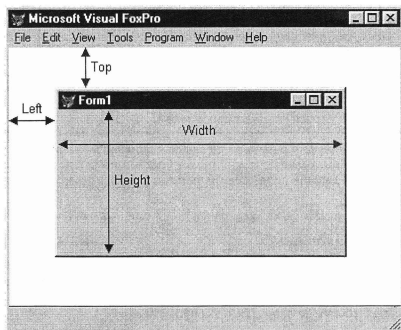 Microsoft Visual FoxPro
File Edit View Tools Program Window Help
Top
Left
Form1
Width
Height